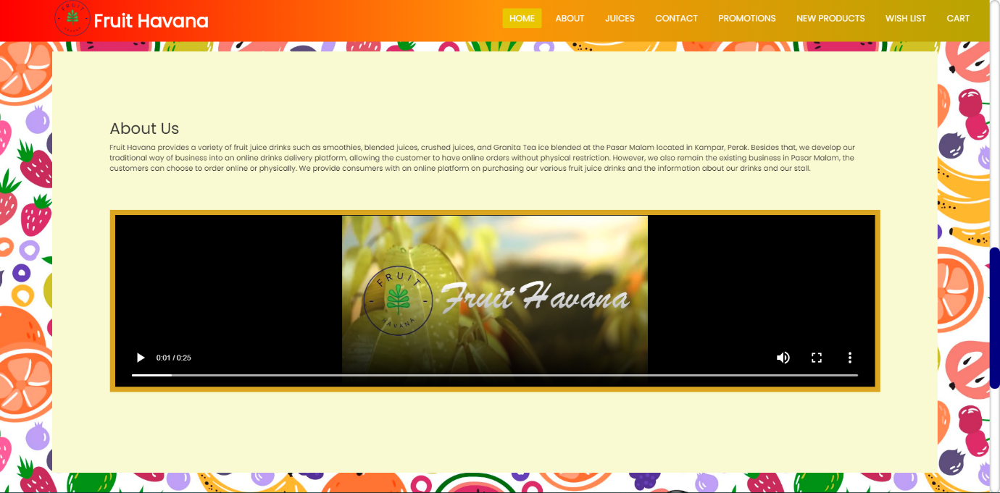 FRUIT
HAVANA
Fruit Havana
HOME
ABOUT
JUICES
CONTACT
PROMOTIONS
NEW PRODUCTS
WISH LIST
CART
About Us
Fruit Havana provides a variety of fruit juice drinks such as smoothies, blended juices, crushed juices, and Granita Tea ice blended at the Pasar Malam located in Kampar, Perak. Besides that, we develop our
traditional way of business into an online drinks delivery platform, allowing the customer to have online orders without physical restriction. However, we also remain the existing business in Pasar Malam, the
customers can choose to order online or physically. We provide consumers with an online platform on purchasing our various fruit juice drinks and the information about our drinks and our stall.
FRUIT
HAVANA
Fruit Havana
0:01 / 0:25